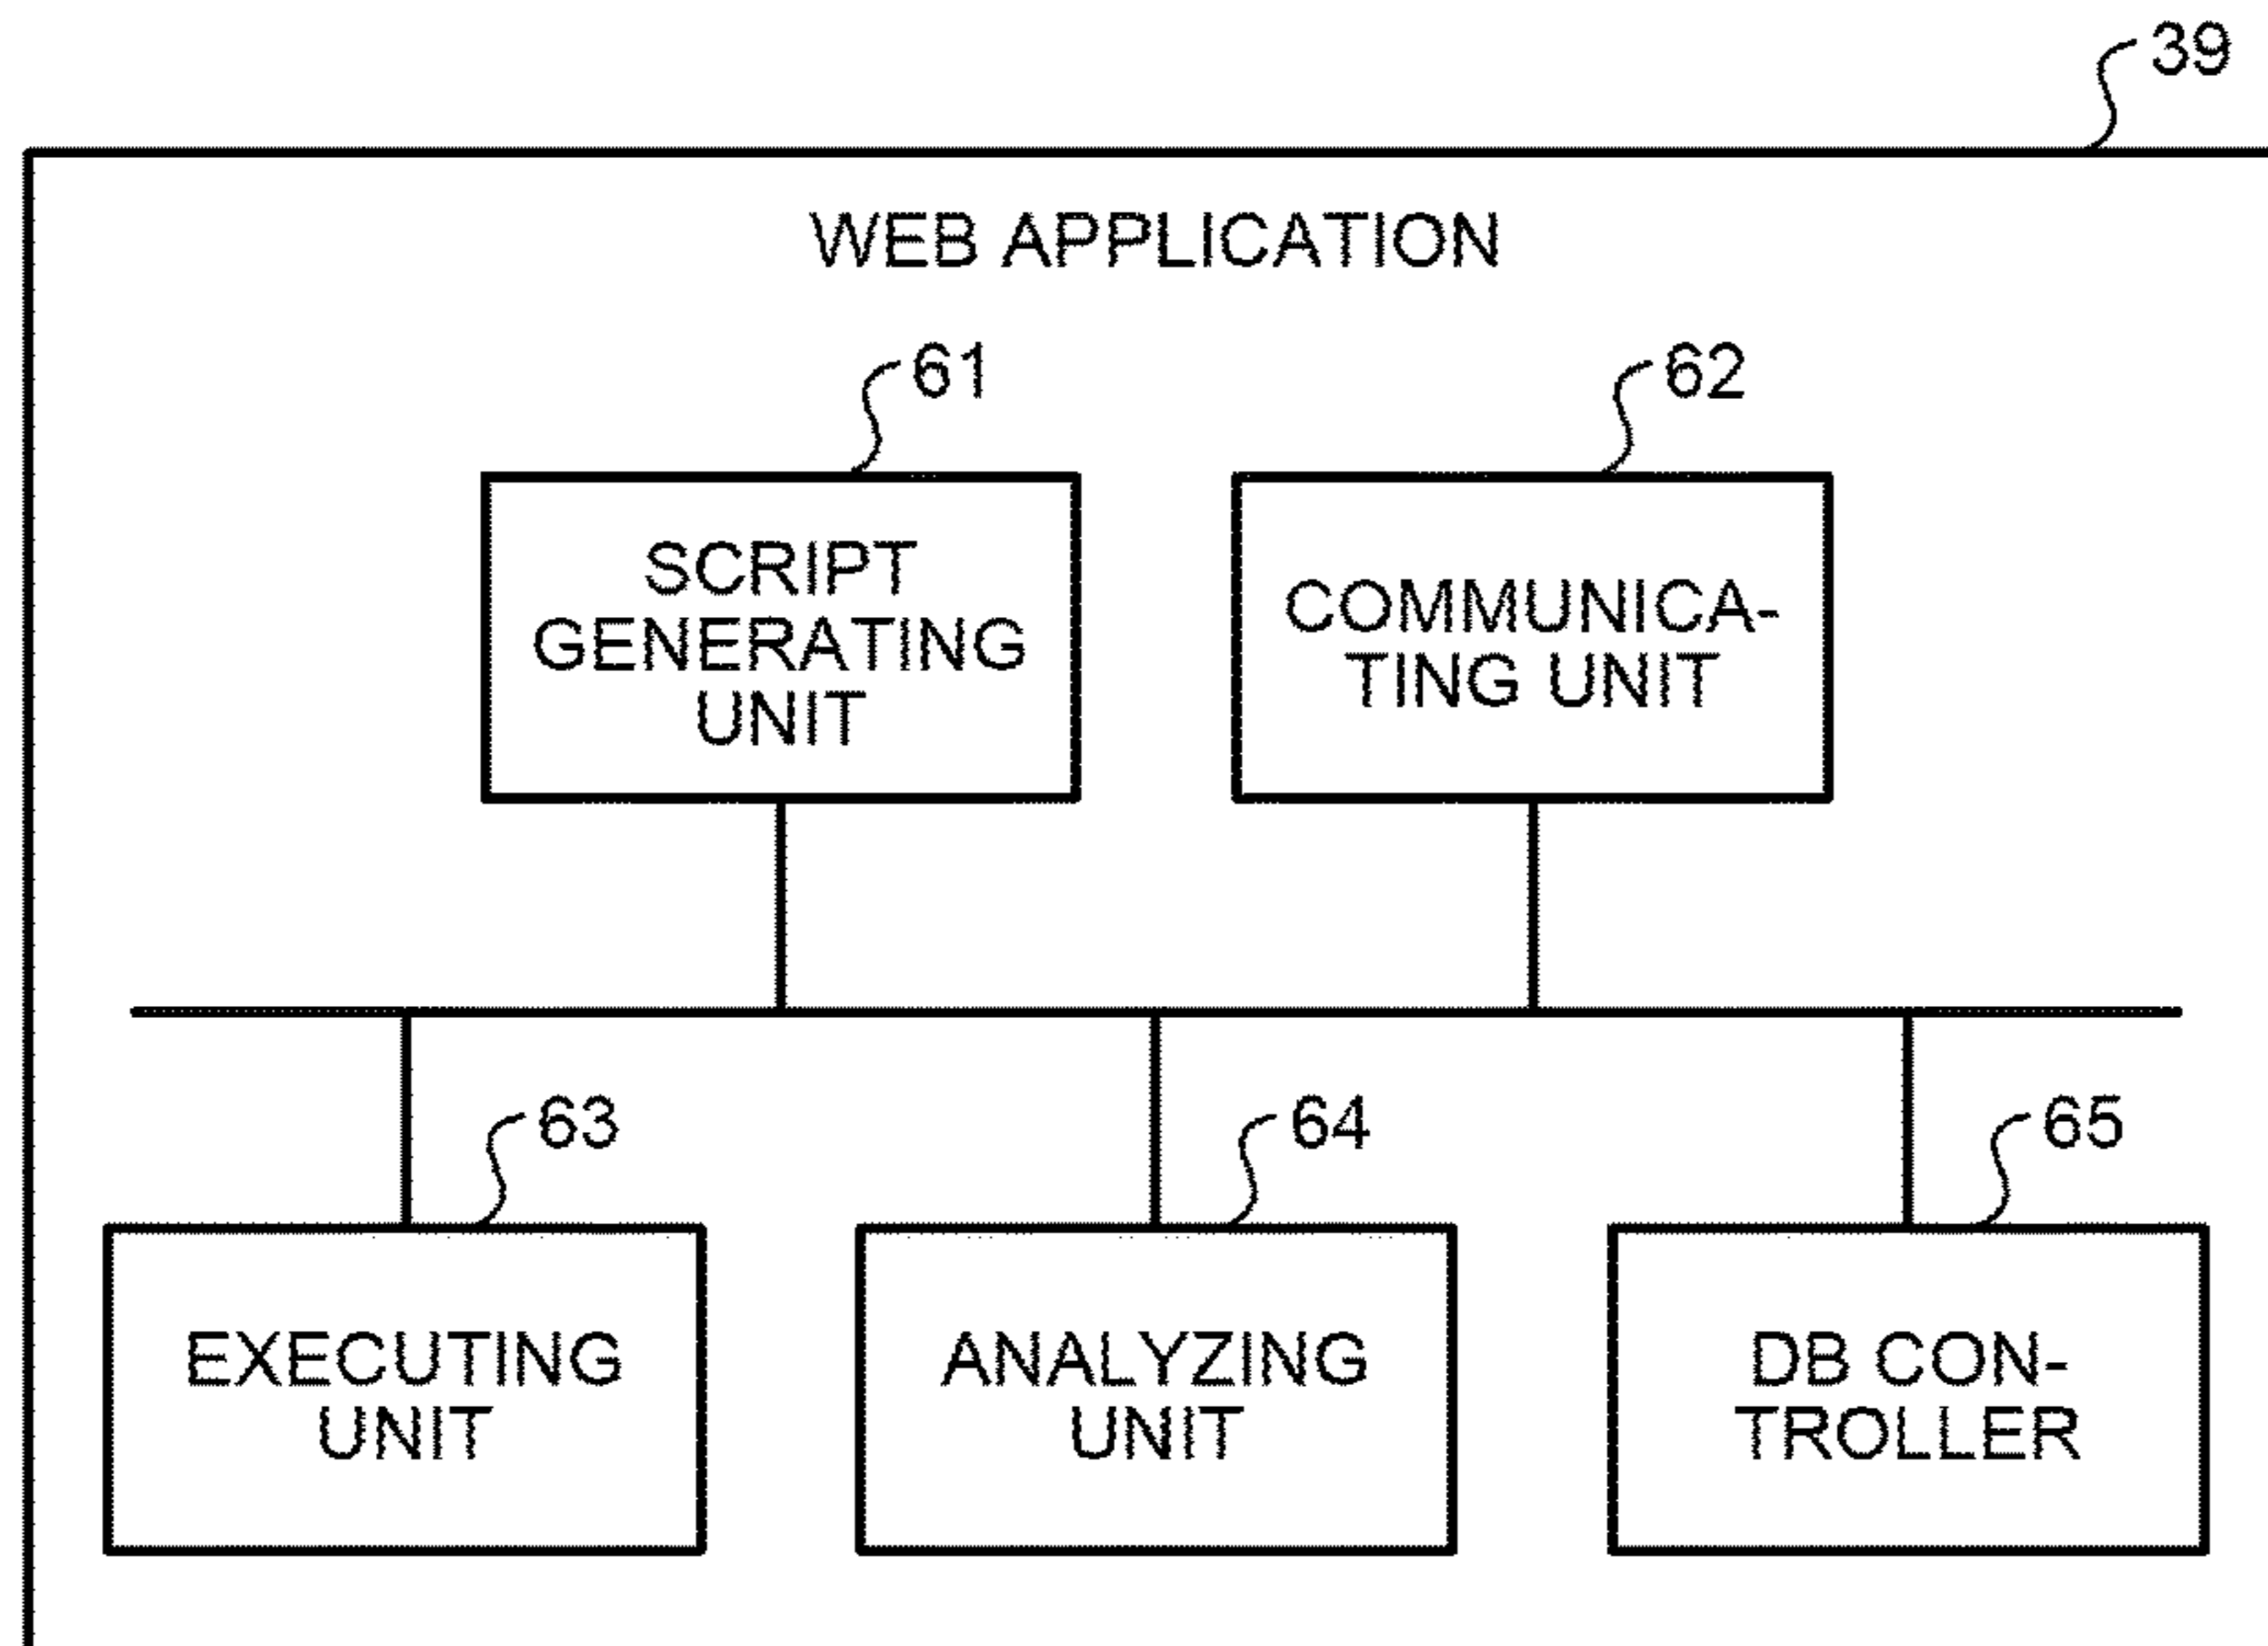 39
WEB APPLICATION
61
62
SCRIPT
GENERATING
UNIT
COMMUNICA-
TING UNIT
63
64
65
EXECUTING
UNIT
ANALYZING
UNIT
DB CON-
TROLLER